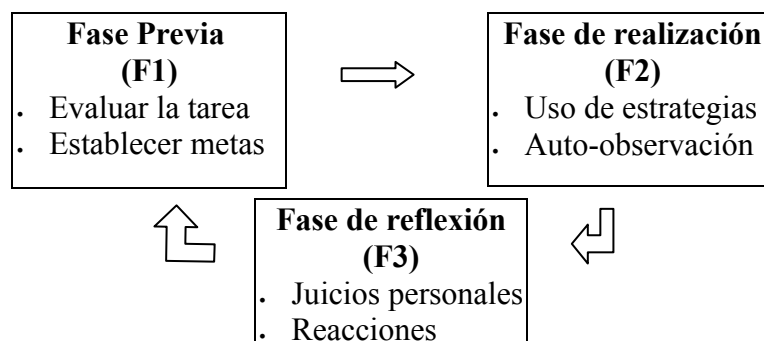 Fase Previa
(F1)
. Evaluar la tarea
. Establecer metas
Fase de realización
(F2)
. Uso de estrategias
. Auto-observación
Fase de reflexión
(F3)
. Juicios personales
. Reacciones